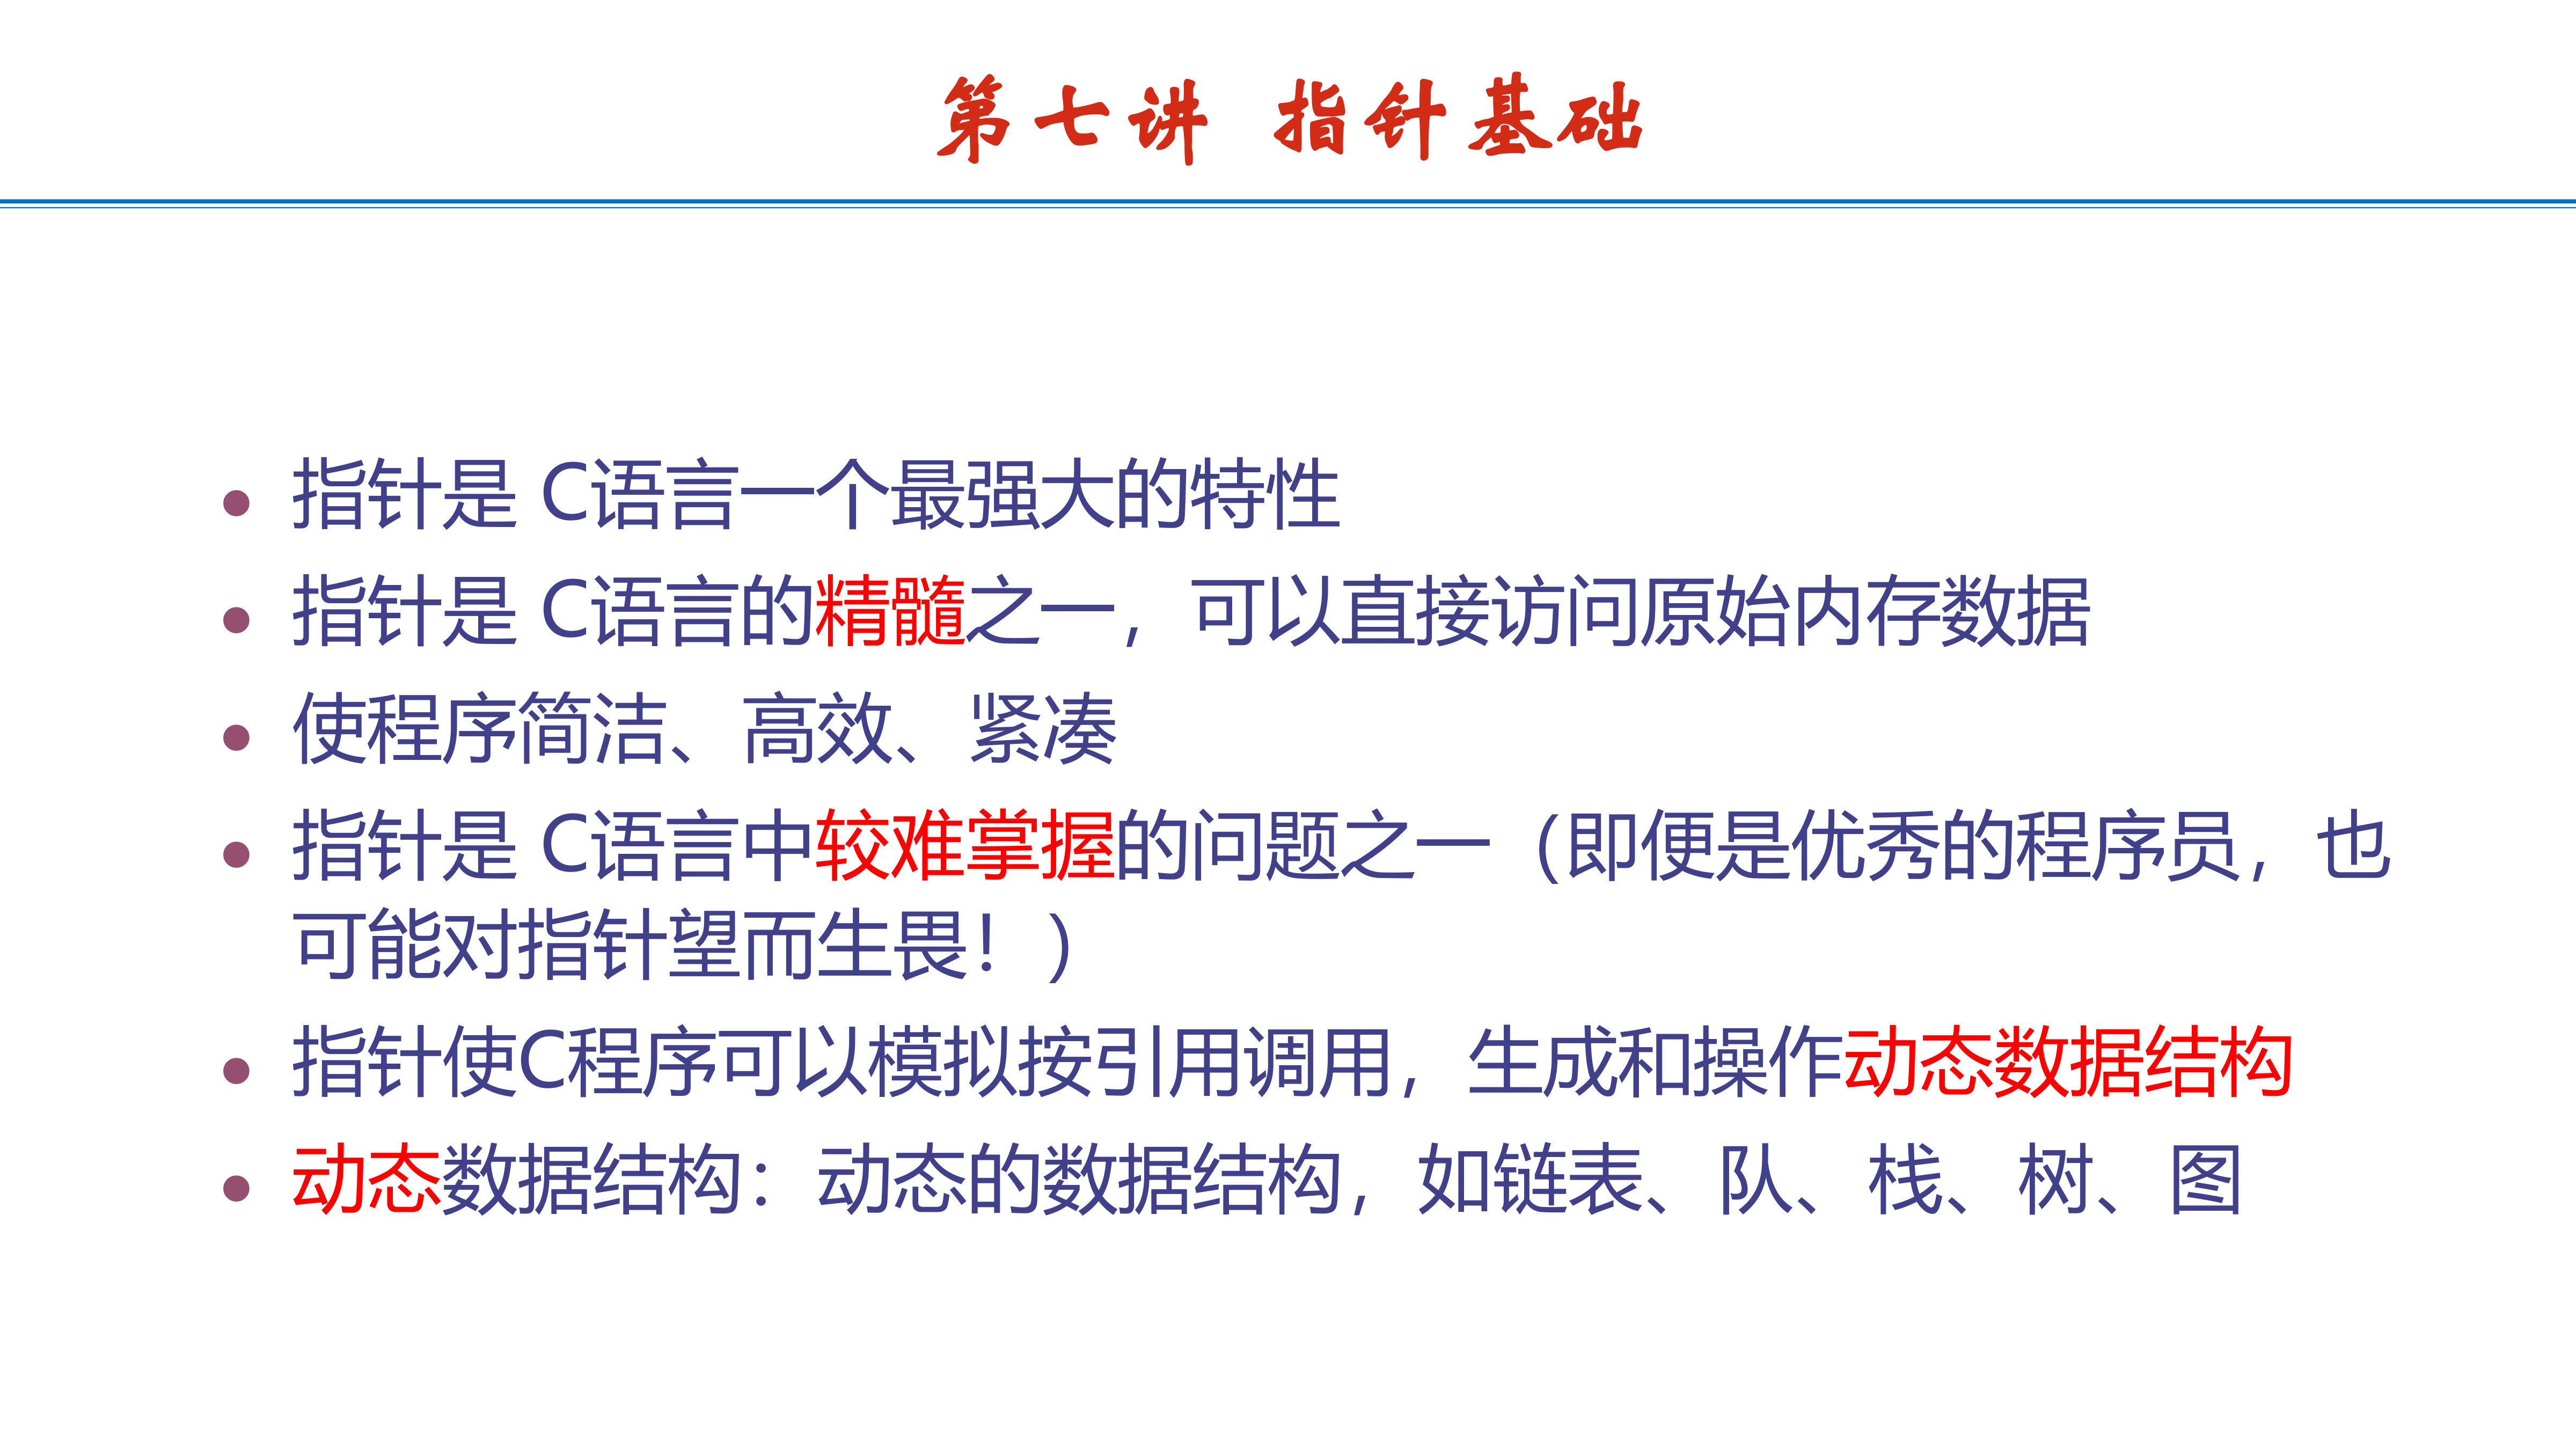 第七讲 指针基础
• 指针是 C语言一个最强大的特性
• 指针是 C语言的精髓之一，可以直接访问原始内存数据
• 使程序简洁、高效、紧凑
• 指针是 C语言中较难掌握的问题之一（即便是优秀的程序员，也
可能对指针望而生畏！）
• 指针使C程序可以模拟按引用调用，生成和操作动态数据结构
• 动态数据结构：动态的数据结构，如链表、队、栈、树、图